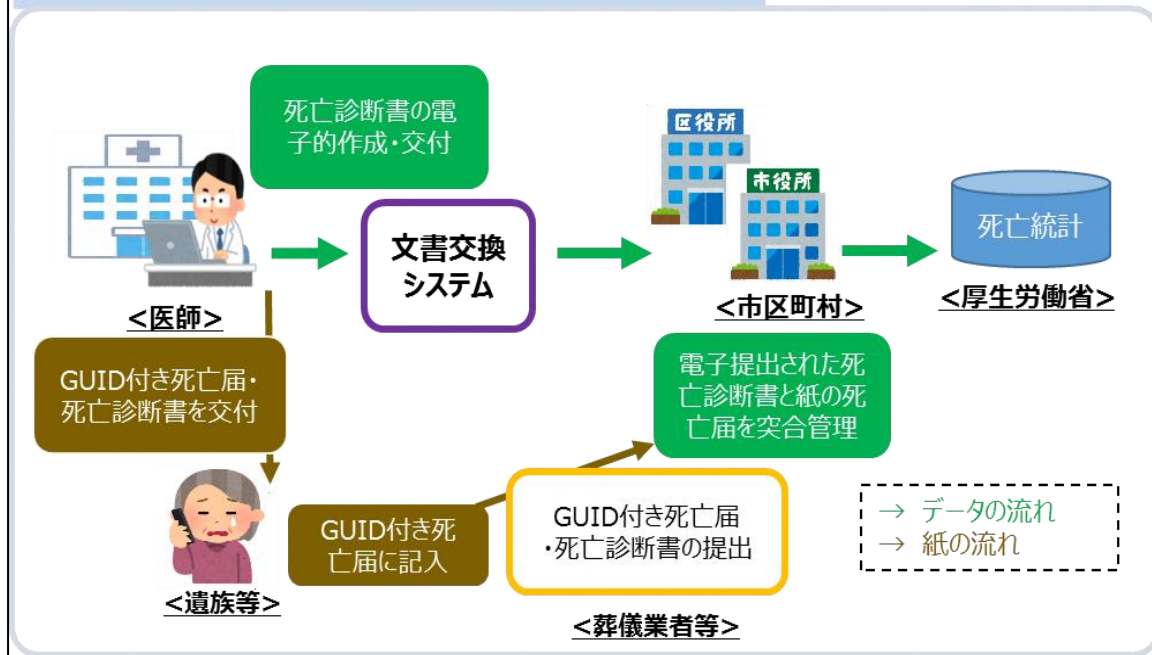 死亡診断書の電
子的作成・交付
区役所
市役所
文書交換
システム
死亡統計
<医師>
<市区町村>
<厚生労働省>
GUID付き死亡届・
死亡診断書を交付
電子提出された死
亡診断書と紙の死
亡届を突合管理
GUID付き死
亡届に記入
GUID付き死亡届
・死亡診断書の提出
→ データの流れ
→ 紙の流れ
<遺族等>
<葬儀業者等>